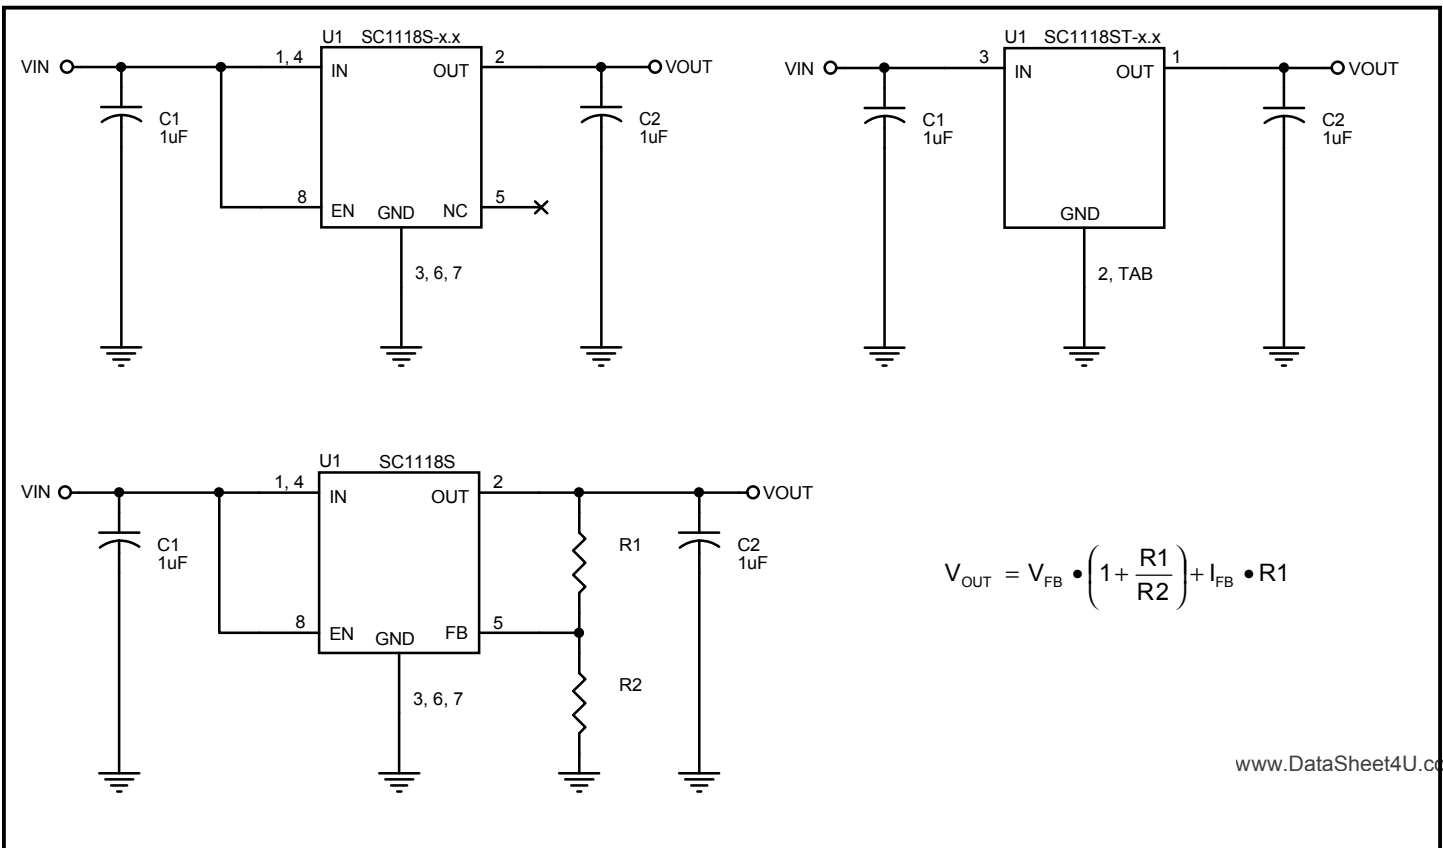 U1 SC1118S-x.x
VIN
1, 4
IN
OUT
2
VOUT
C1
1uF
C2
1uF
8
EN
GND
NC
5
3, 6, 7
U1 SC1118ST-x.x
VIN
3
IN
OUT
1
VOUT
C1
1uF
C2
1uF
GND
2, TAB
U1 SC1118S
VIN
1, 4
IN
OUT
2
VOUT
C1
1uF
R1
C2
1uF
8
EN
GND
FB
5
R2
3, 6, 7
V_OUT = V_FB • (1 + R1/R2) + I_FB • R1
www.DataSheet4U.co